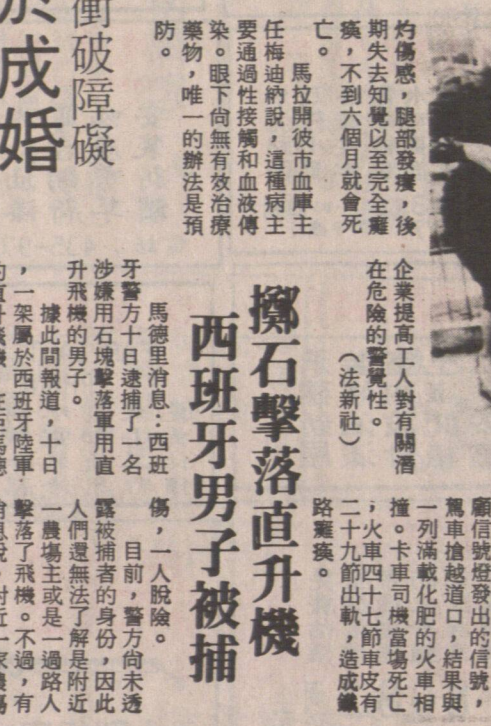 灼傷感，腿部發癢，後
期失去知覺以至完全癱
瘓，不到六個月就會死
亡。
馬拉開彼市血庫主
任梅迪納說，這種病主
要通過性接觸和血液傳
染。眼下尙無有效治療
藥物，唯一的辦法是預
防。
衝破障礙
成婚
企業提高工人對有關潛
在危險的警覺性。
（法新社）
擲石擊落直升機
西班牙男子被捕
馬德里消息：西班
牙警方十日逮捕了一名
涉嫌用石塊擊落軍用直
升飛機的男子。
據此間報道，十日
，一架屬於西班牙陸軍
顧信號燈發出的信號，
駕車搶越道口，結果與
一列滿載化肥的火車相
撞。卡車司機當場死亡
；火車四十七節車皮有
二十九節出軌，造成鐵
路癱瘓。
傷，一人脫險。
目前，警方尙未透
露被捕者的身份，因此
人們還無法了解是附近
一農場主或是一過路人
擊落了飛機。不過，有